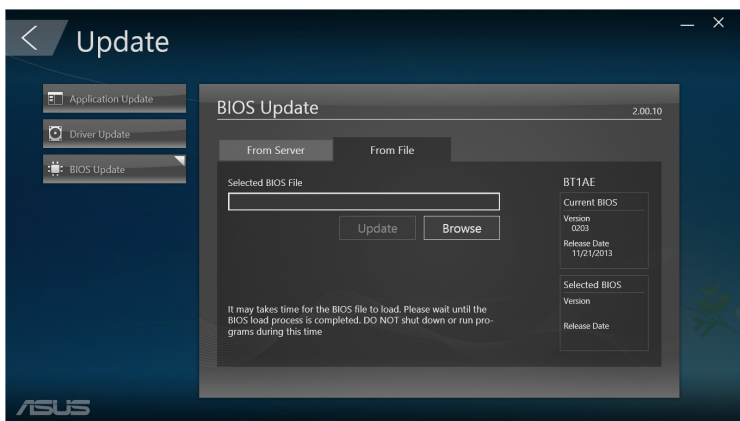 Update
Application Update
Driver Update
BIOS Update
BIOS Update
2.00.10
From Server
From File
Selected BIOS File
Update
Browse
It may takes time for the BIOS file to load. Please wait until the
BIOS load process is completed. DO NOT shut down or run pro-
grams during this time
BT1AE
Current BIOS
Version
0203
Release Date
11/21/2013
Selected BIOS
Version
Release Date
ASUS